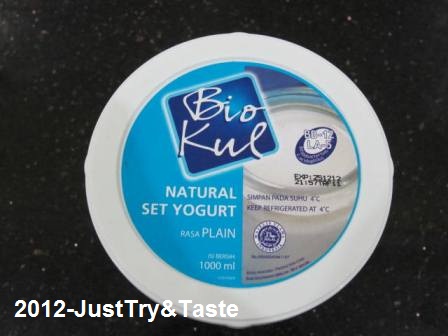 Bio
Kul
NATURAL
SET YOGURT
RASA PLAIN
ISI BERSIH
1000 ml
BB-12
LA-5
EXP: 291212
SIMPAN PADA SUHU 4°C
KEEP REFRIGERATED AT 4°C
2012-JustTry&Taste